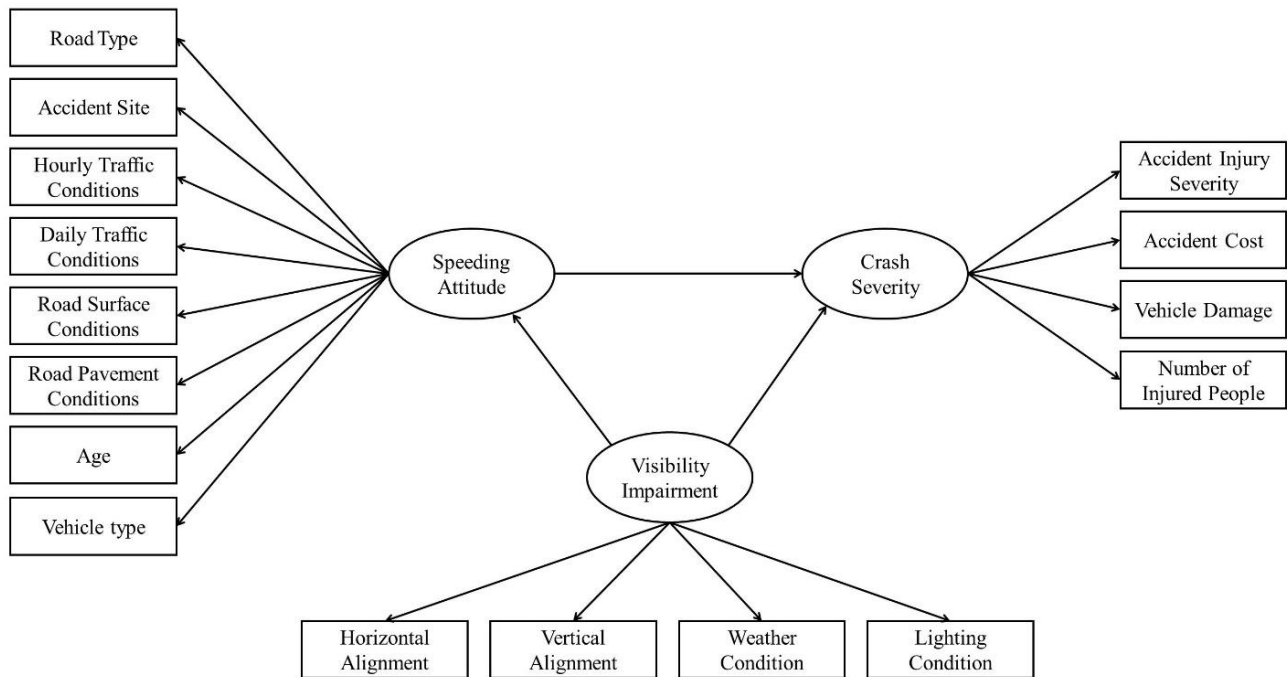 Road Type
Accident Site
Hourly Traffic
Conditions
Daily Traffic
Conditions
Road Surface
Conditions
Road Pavement
Conditions
Age
Vehicle type
Speeding
Attitude
Crash
Severity
Visibility
Impairment
Accident Injury
Severity
Accident Cost
Vehicle Damage
Number of
Injured People
Horizontal
Alignment
Vertical
Alignment
Weather
Condition
Lighting
Condition